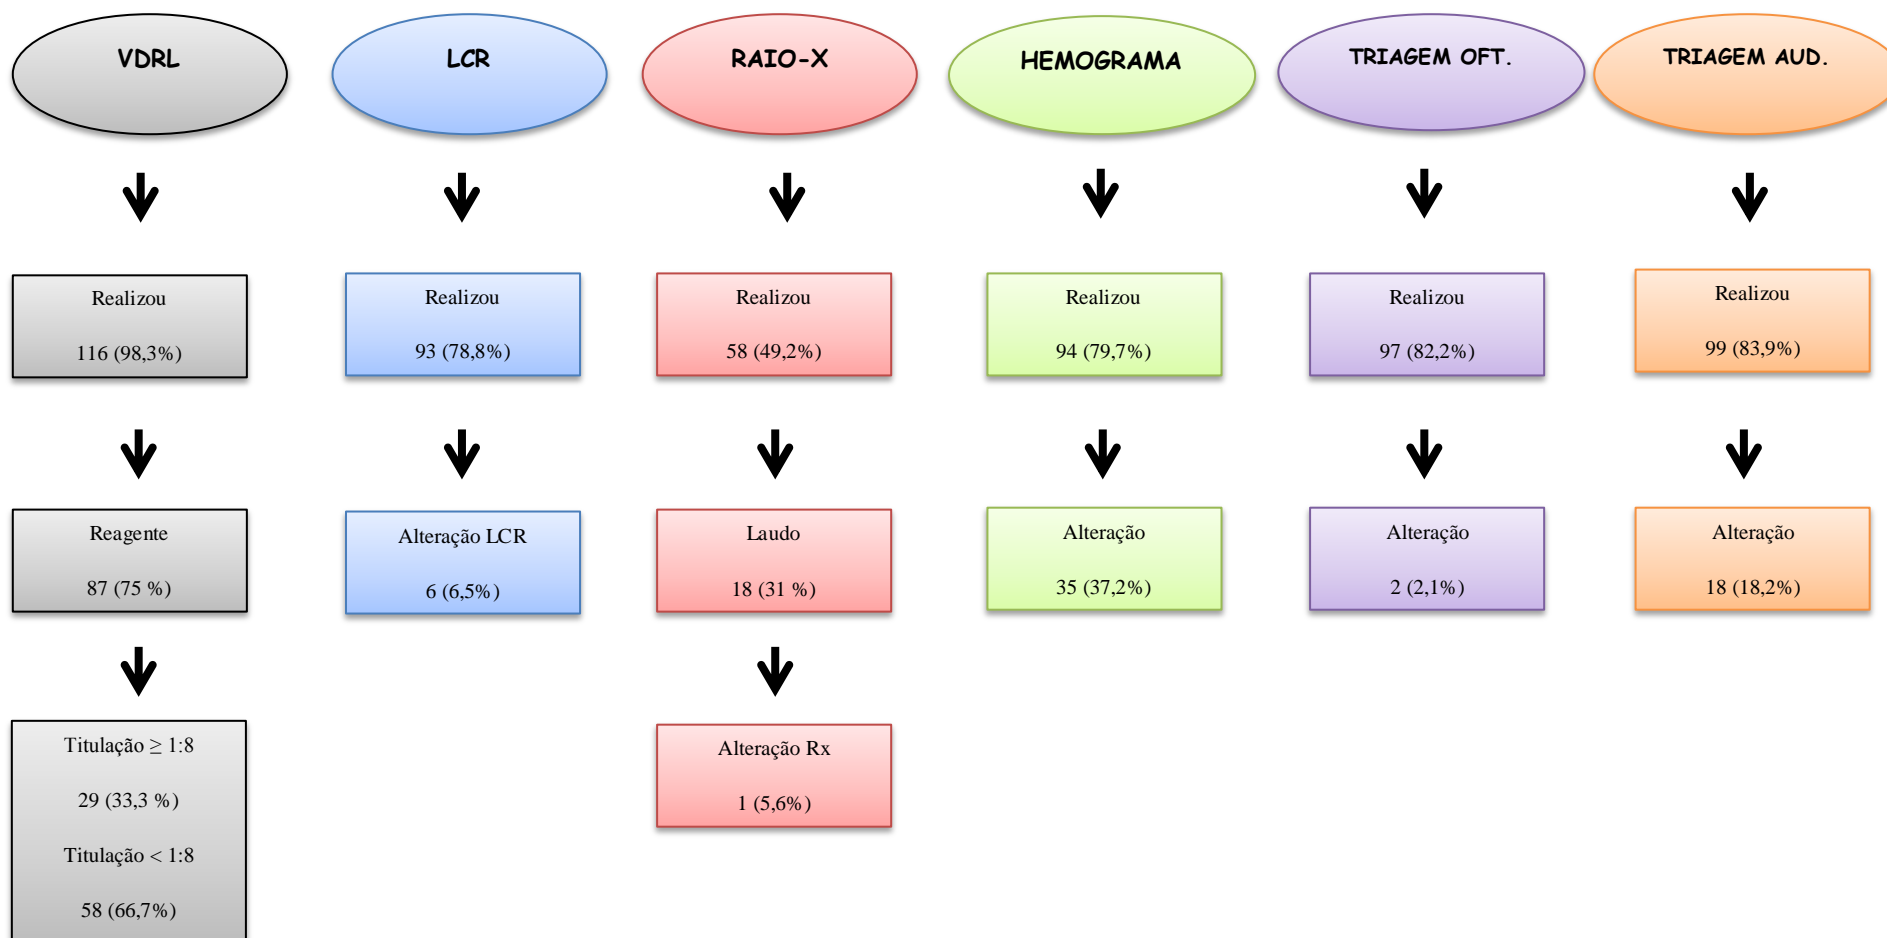 VDRL
LCR
RAIO-X
HEMOGRAMA
TRIAGEM OFT.
TRIAGEM AUD.
Realizou
116 (98,3%)
Realizou
93 (78,8%)
Realizou
58 (49,2%)
Realizou
94 (79,7%)
Realizou
97 (82,2%)
Realizou
99 (83,9%)
Reagente
87 (75 %)
Alteração LCR
6 (6,5%)
Laudo
18 (31 %)
Alteração
35 (37,2%)
Alteração
2 (2,1%)
Alteração
18 (18,2%)
Titulação ≥ 1:8
29 (33,3 %)
Titulação < 1:8
58 (66,7%)
Alteração Rx
1 (5,6%)